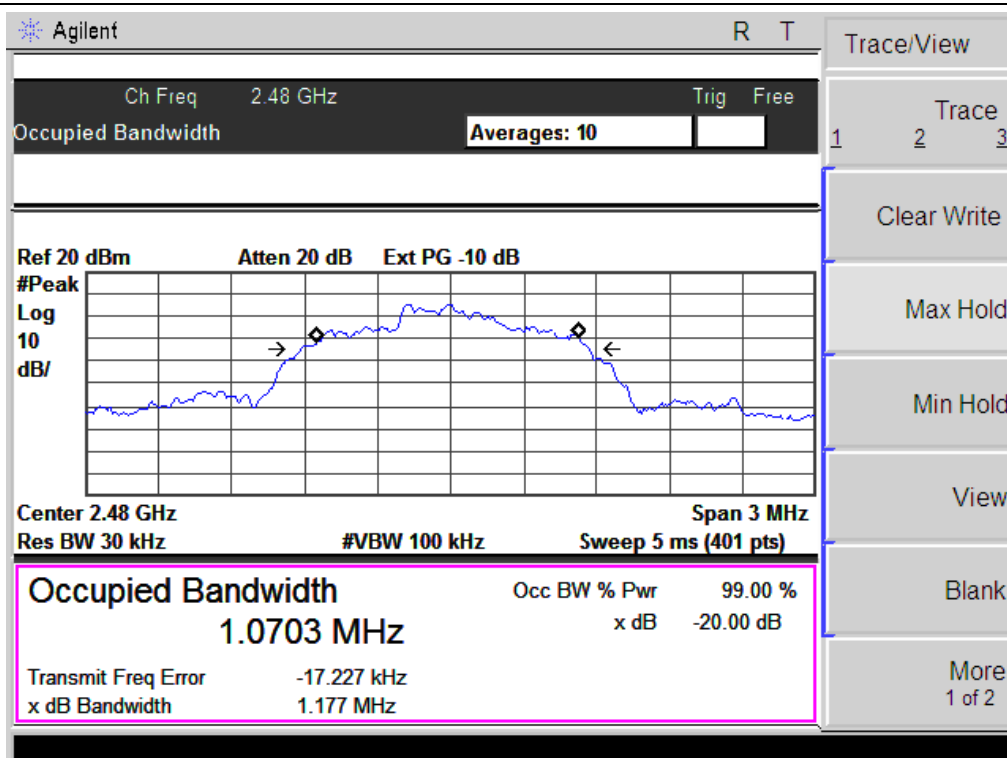 Agilent R T
Trace/View
Ch Freq 2.48 GHz Trig Free
Occupied Bandwidth Averages: 10
Trace
1 2 3
Clear Write
Ref 20 dBm Atten 20 dB Ext PG -10 dB
#Peak
Log
10
dB/
Max Hold
Min Hold
Center 2.48 GHz Span 3 MHz
Res BW 30 kHz #VBW 100 kHz Sweep 5 ms (401 pts)
View
Occupied Bandwidth Occ BW % Pwr 99.00 %
1.0703 MHz x dB -20.00 dB
Transmit Freq Error -17.227 kHz
x dB Bandwidth 1.177 MHz
Blank
More
1 of 2